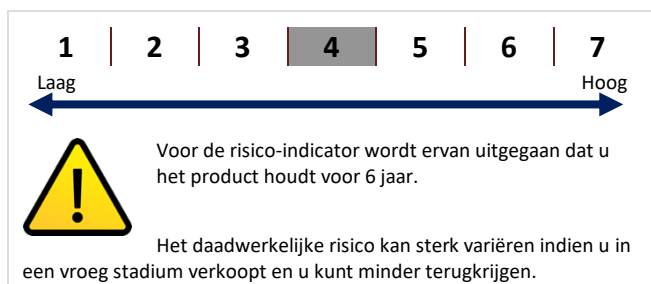 1 2 3 4 5 6 7
Laag Hoog
Voor de risico-indicator wordt ervan uitgegaan dat u
het product houdt voor 6 jaar.
Het daadwerkelijke risico kan sterk variëren indien u in
een vroeg stadium verkoopt en u kunt minder terugkrijgen.